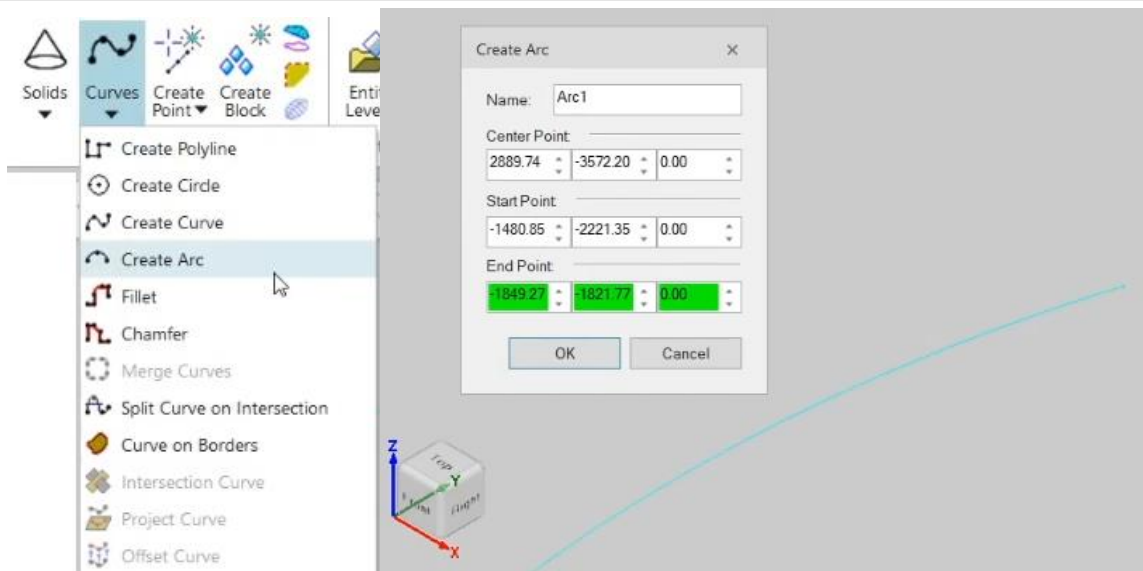 Solids
Curves
Create Point
Create Block
Enti
Leve
Create Polyline
Create Circle
Create Curve
Create Arc
Fillet
Chamfer
Merge Curves
Split Curve on Intersection
Curve on Borders
Intersection Curve
Project Curve
Offset Curve
Create Arc
Name: Arc1
Center Point
2889.74 -3572.20 0.00
Start Point
-1480.85 -2221.35 0.00
End Point
-1849.27 -1821.77 0.00
OK Cancel
Z
Top
Y
Right
X